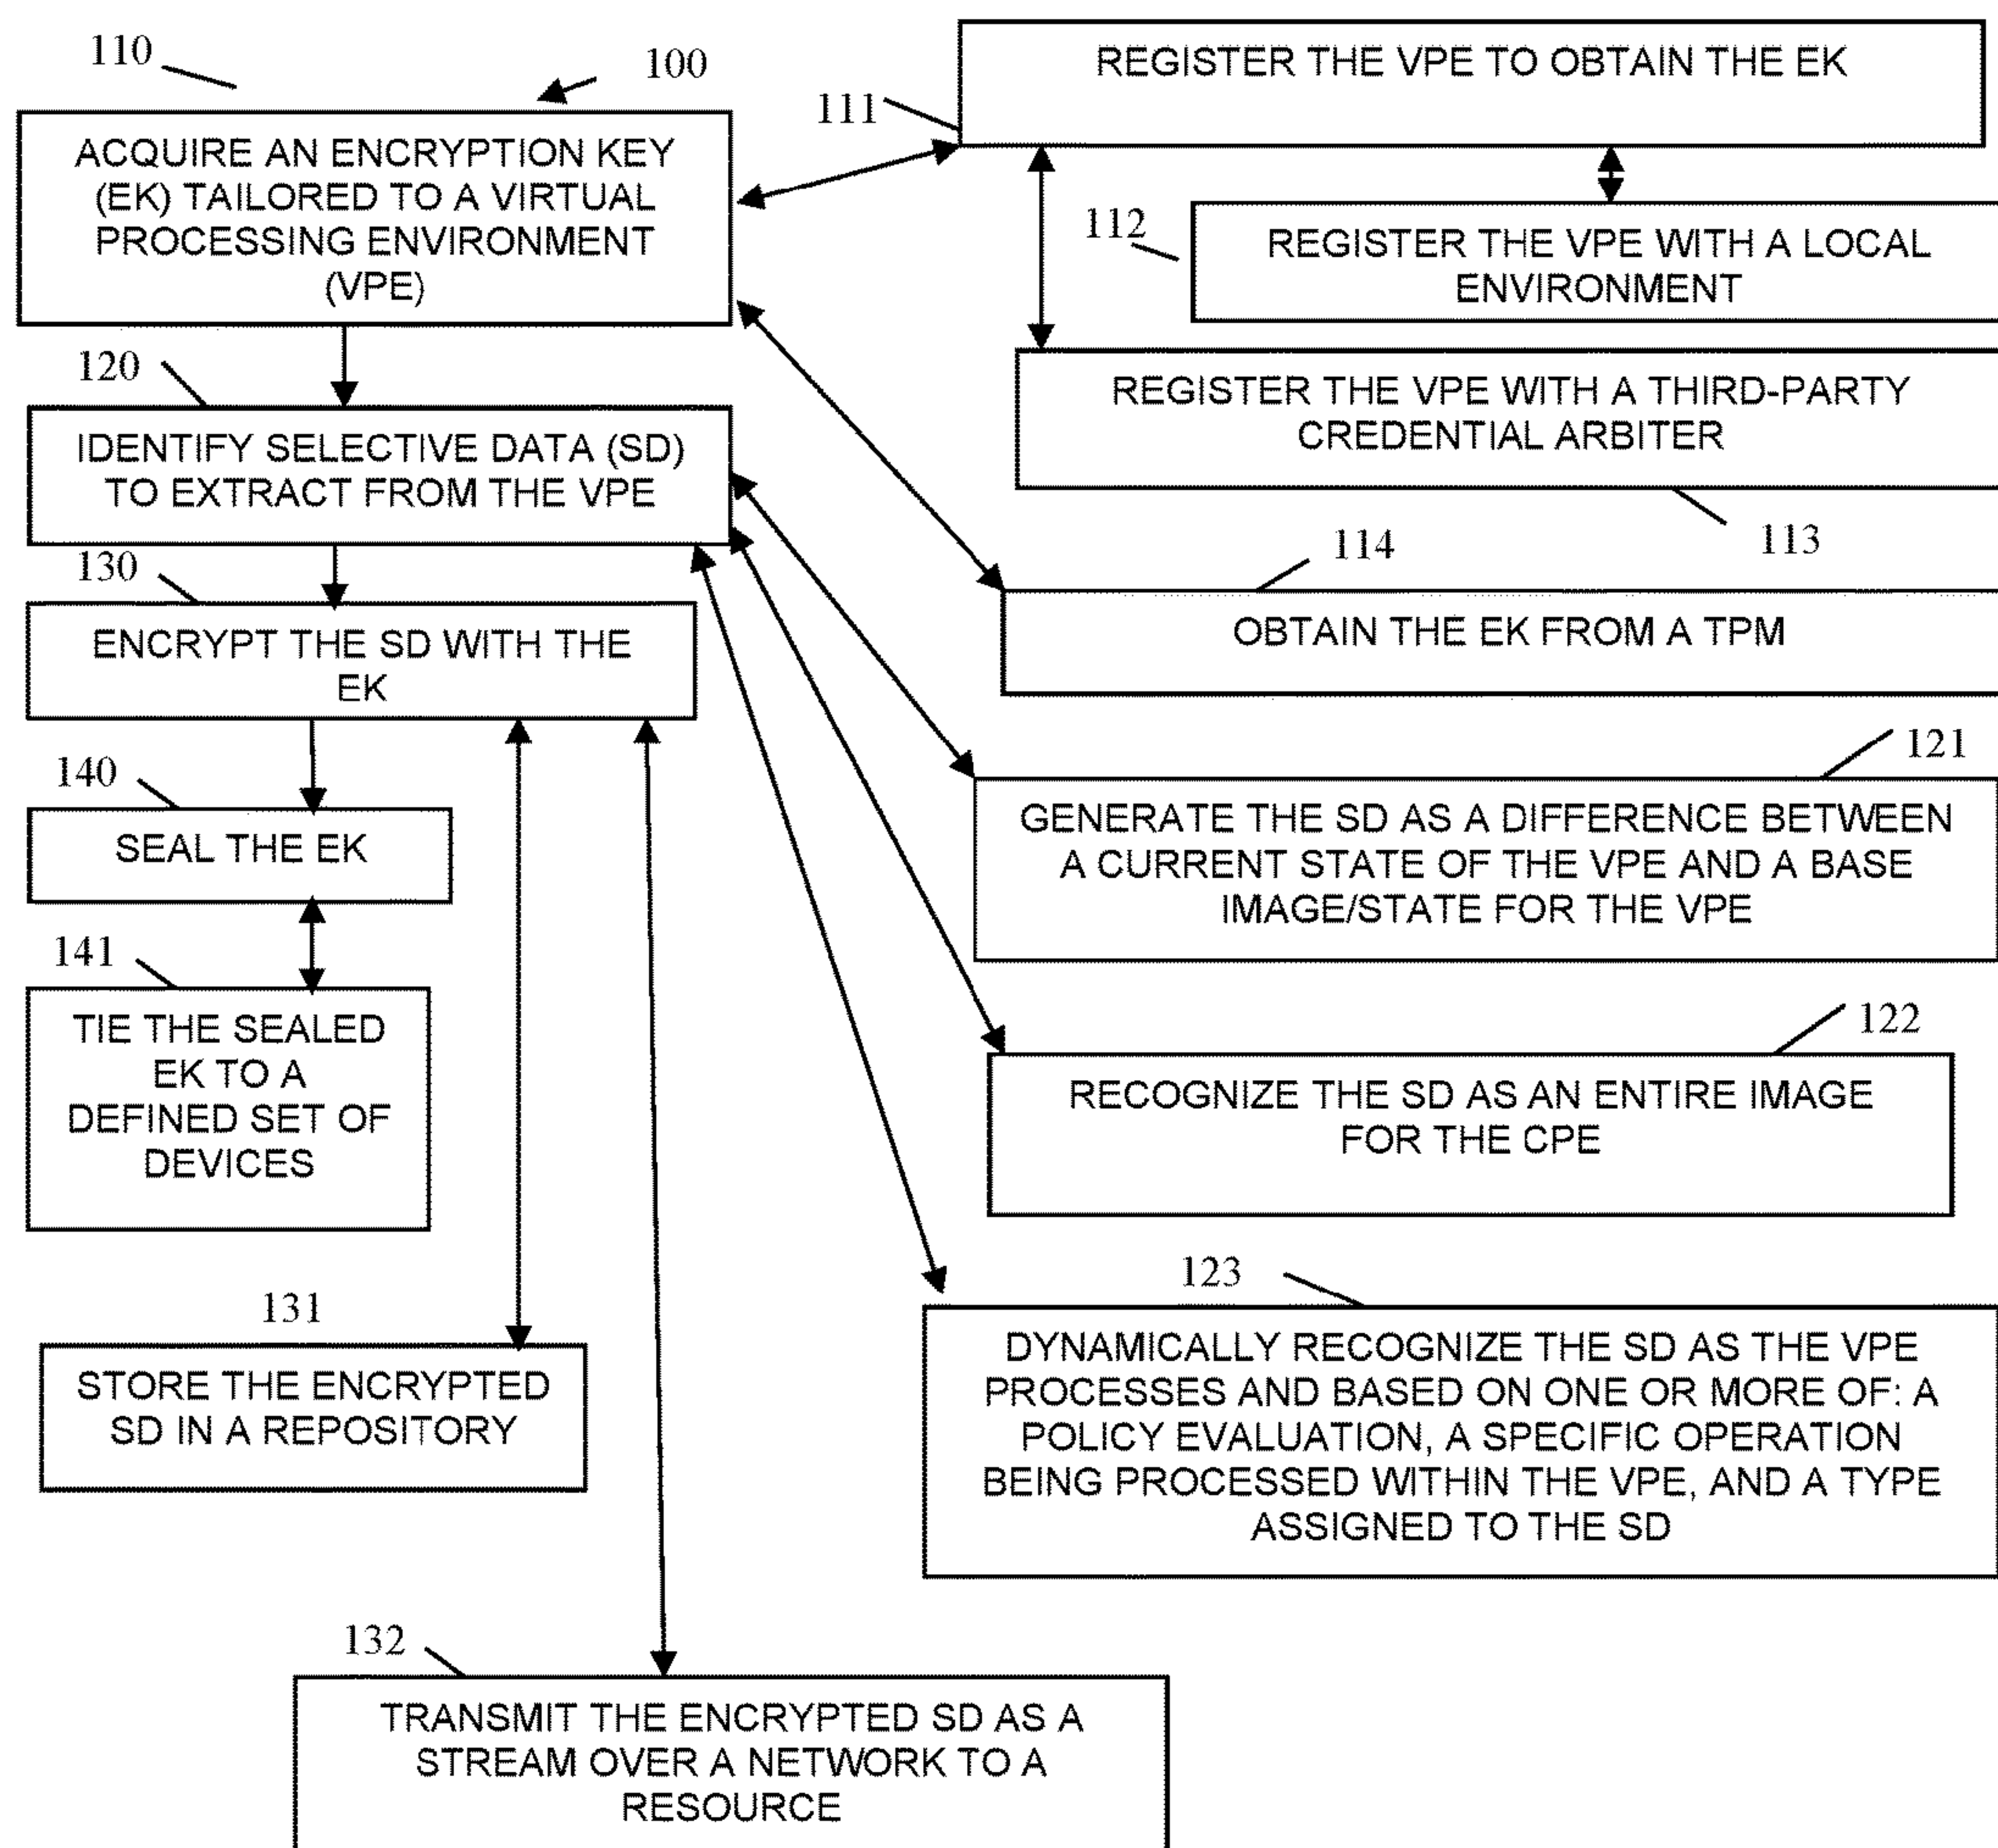 110
100
ACQUIRE AN ENCRYPTION KEY
(EK) TAILORED TO A VIRTUAL
PROCESSING ENVIRONMENT
(VPE)
111
REGISTER THE VPE TO OBTAIN THE EK
112
REGISTER THE VPE WITH A LOCAL
ENVIRONMENT
REGISTER THE VPE WITH A THIRD-PARTY
CREDENTIAL ARBITER
113
114
OBTAIN THE EK FROM A TPM
120
IDENTIFY SELECTIVE DATA (SD)
TO EXTRACT FROM THE VPE
121
GENERATE THE SD AS A DIFFERENCE BETWEEN
A CURRENT STATE OF THE VPE AND A BASE
IMAGE/STATE FOR THE VPE
122
RECOGNIZE THE SD AS AN ENTIRE IMAGE
FOR THE CPE
123
DYNAMICALLY RECOGNIZE THE SD AS THE VPE
PROCESSES AND BASED ON ONE OR MORE OF: A
POLICY EVALUATION, A SPECIFIC OPERATION
BEING PROCESSED WITHIN THE VPE, AND A TYPE
ASSIGNED TO THE SD
130
ENCRYPT THE SD WITH THE
EK
140
SEAL THE EK
141
TIE THE SEALED
EK TO A
DEFINED SET OF
DEVICES
131
STORE THE ENCRYPTED
SD IN A REPOSITORY
132
TRANSMIT THE ENCRYPTED SD AS A
STREAM OVER A NETWORK TO A
RESOURCE